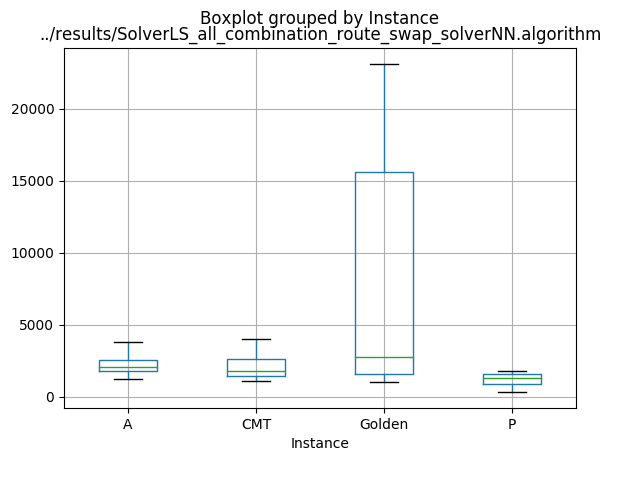 Boxplot grouped by Instance
../results/SolverLS_all_combination_route_swap_solverNN.algorithm
20000
15000
10000
5000
0
A CMT Golden P
Instance